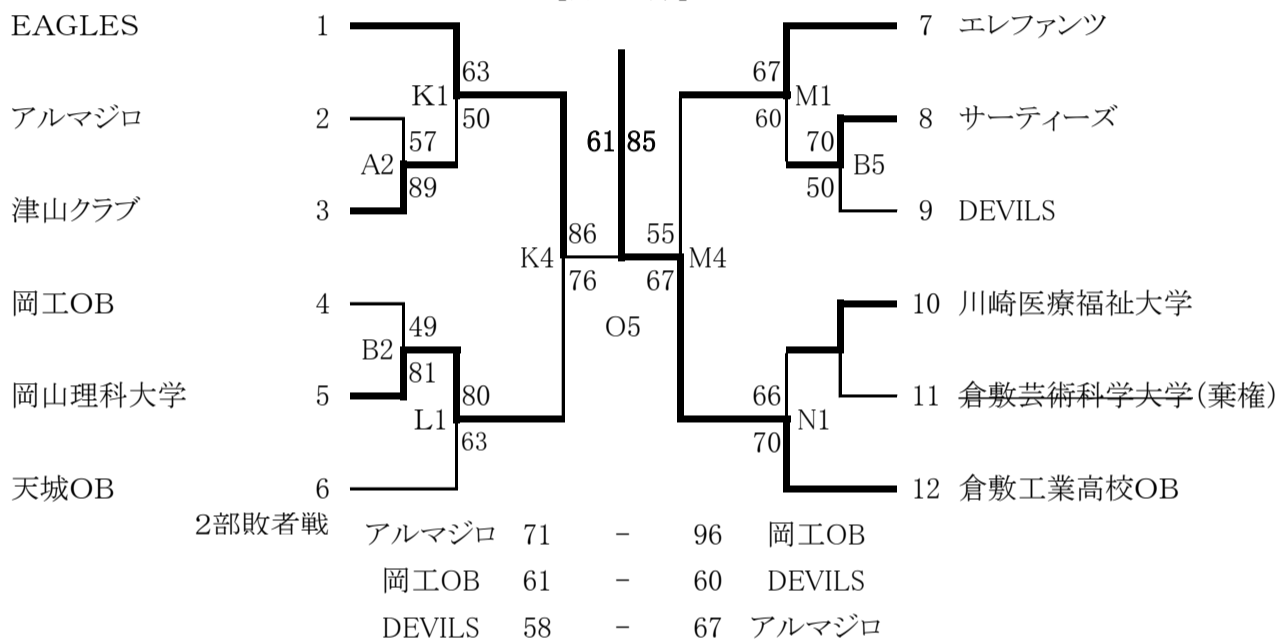 EAGLES 1 7 エレファンツ
63 67
K1 M1
アルマジロ 2 50 60 8 サーティーズ
57 61 85 70
A2 B5
89 50
津山クラブ 3 9 DEVILS
86 55
K4 M4
76 67
岡工OB 4 10 川崎医療福祉大学
49 O5
B2
81
岡山理科大学 5 80 66 11 倉敷芸術科学大学(棄権)
L1 N1
63 70
天城OB 6 12 倉敷工業高校OB
2部敗者戦
アルマジロ 71 - 96 岡工OB
岡工OB 61 - 60 DEVILS
DEVILS 58 - 67 アルマジロ